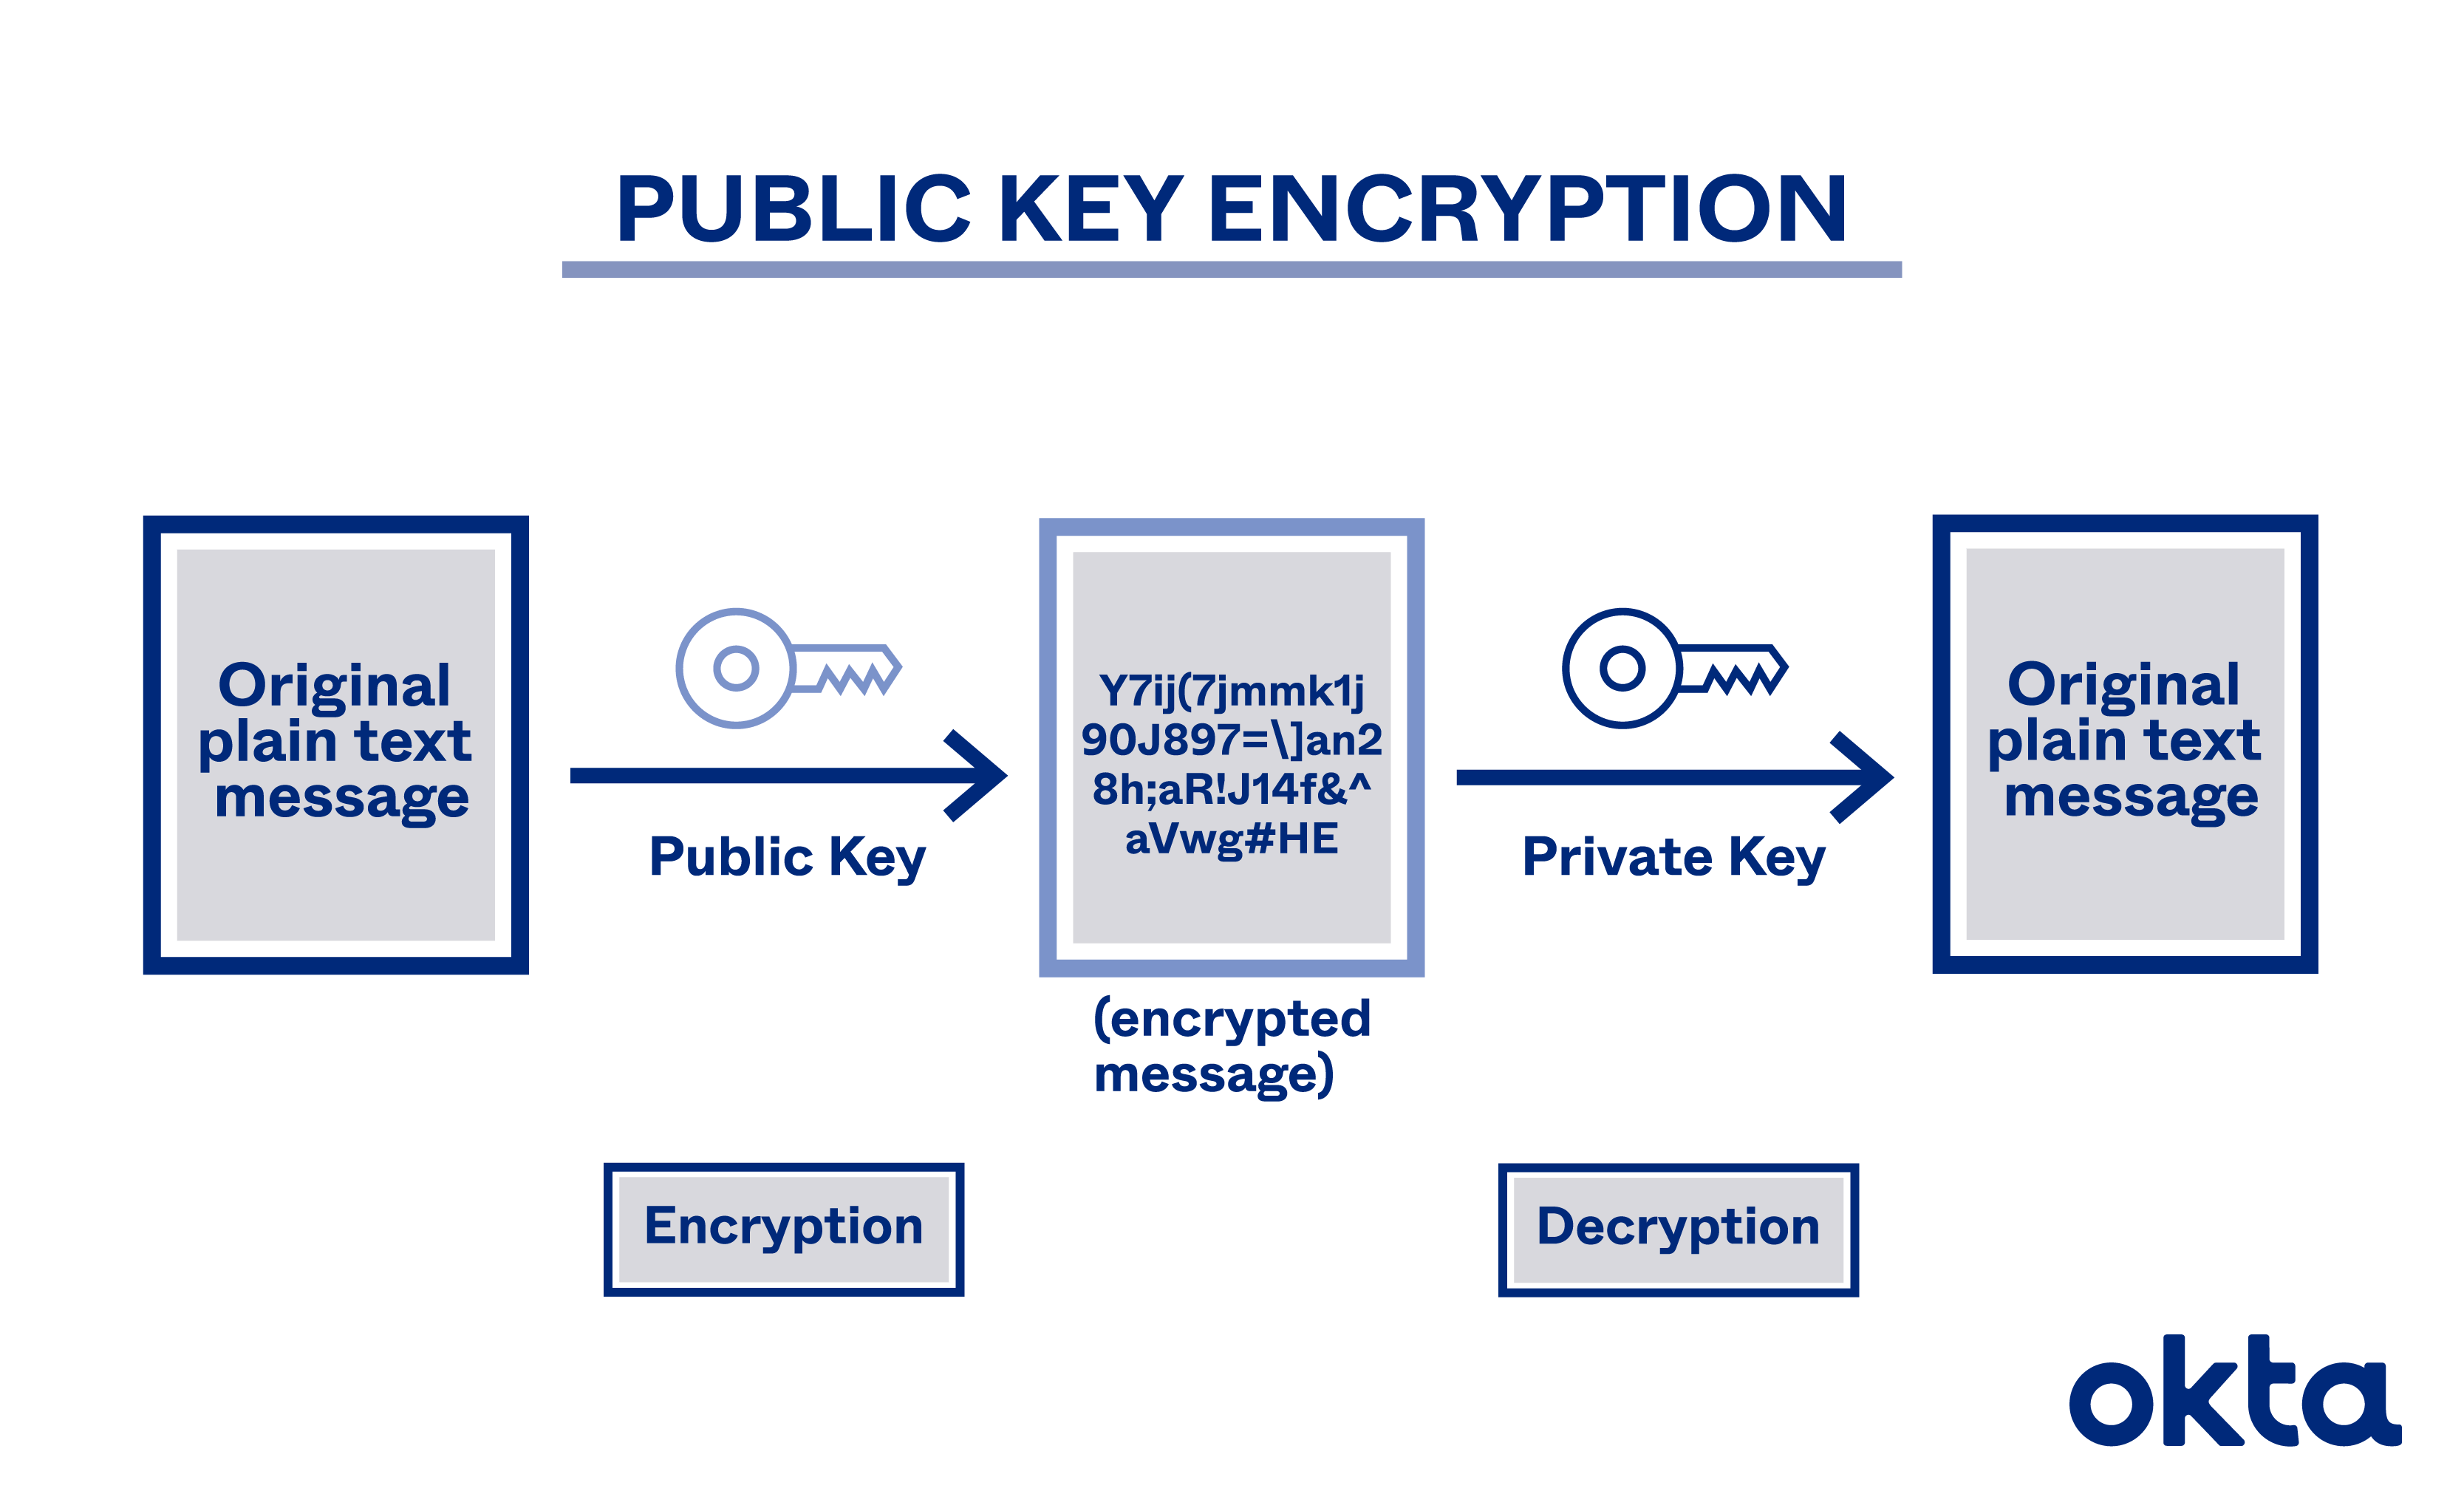 PUBLIC KEY ENCRYPTION
Original
plain text
message
Public Key
Y7ij(7jmmk1j
90J897=\]an2
8h;aR!J14f&^
aVwg#HE
(encrypted
message)
Private Key
Original
plain text
message
Encryption
Decryption
okta